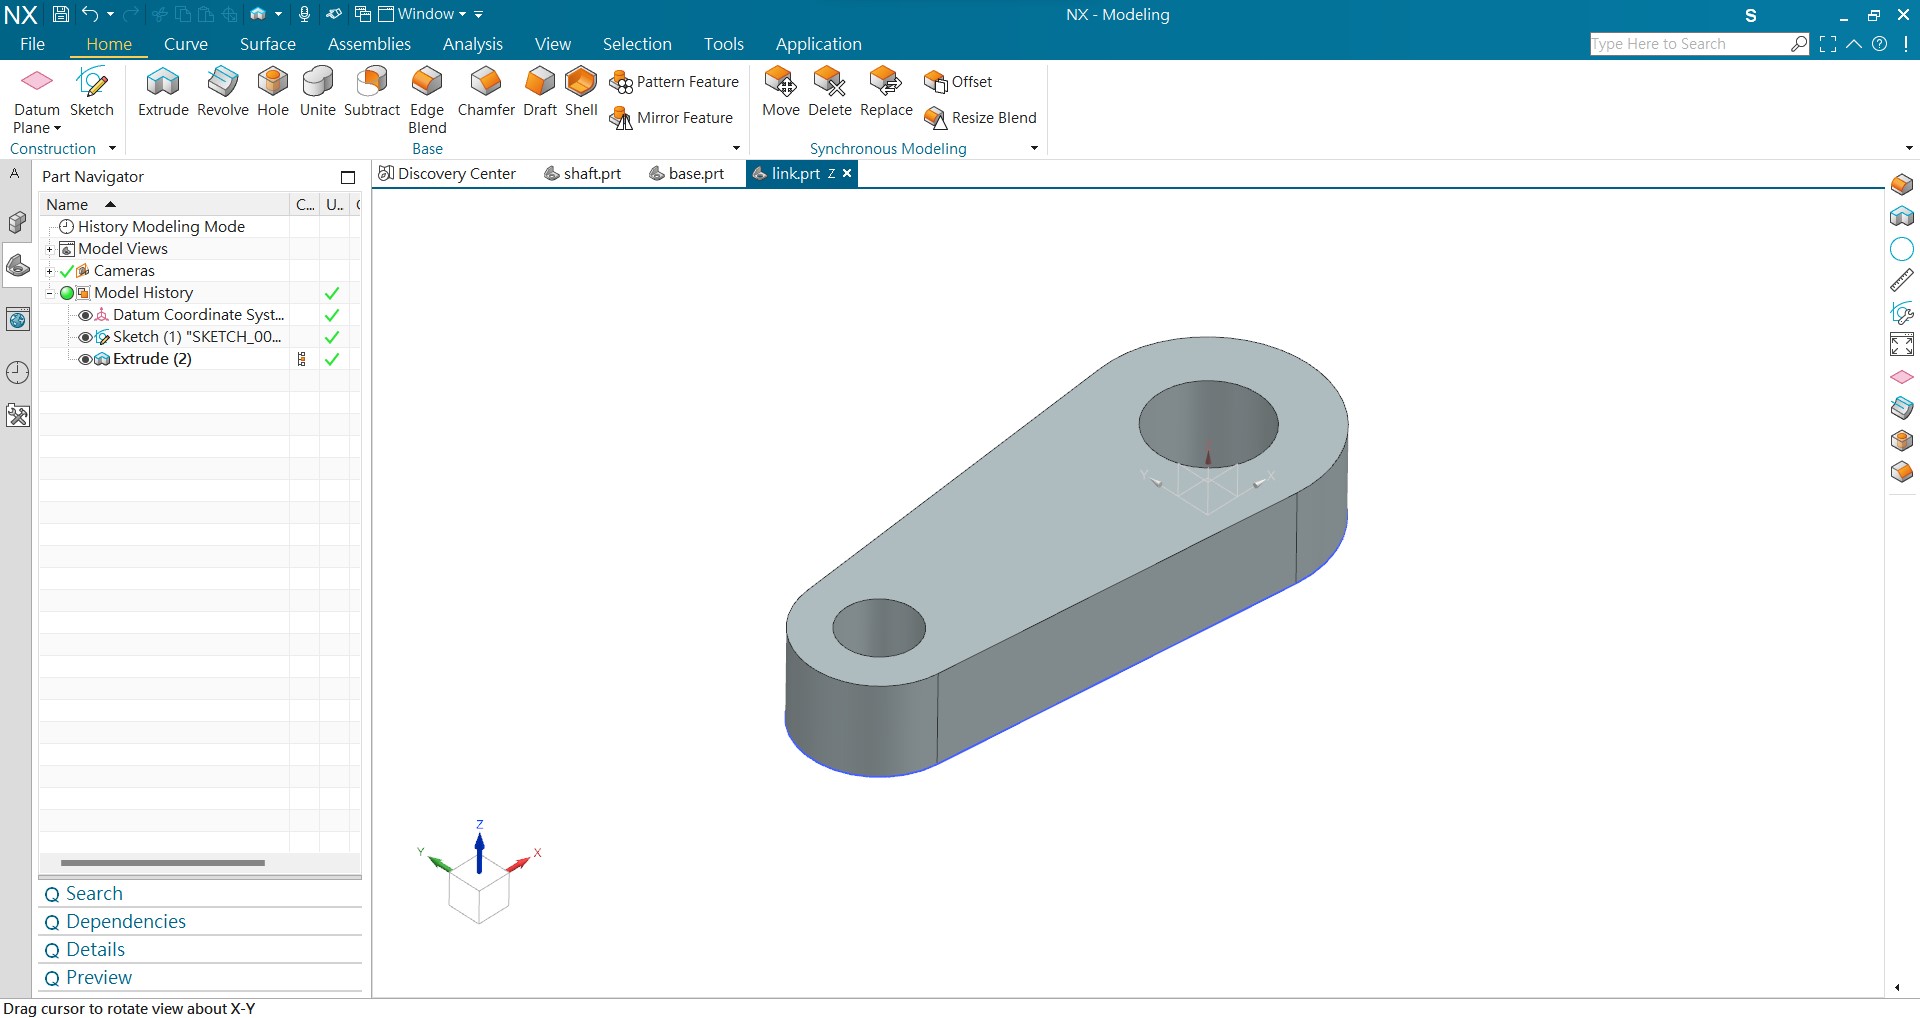 NX Window NX - Modeling S
File Home Curve Surface Assemblies Analysis View Selection Tools Application Type Here to Search
Datum Plane Sketch Extrude Revolve Hole Unite Subtract Edge Blend Chamfer Draft Shell Pattern Feature Mirror Feature Move Delete Replace Offset Resize Blend
Construction Base Synchronous Modeling
A
Part Navigator
Discovery Center shaft.prt base.prt link.prt
Name C... U..
History Modeling Mode
Model Views
Cameras
Model History
Datum Coordinate Syst...
Sketch (1) "SKETCH_00...
Extrude (2)
Y X
Z
Y X
Search
Dependencies
Details
Preview
Drag cursor to rotate view about X-Y